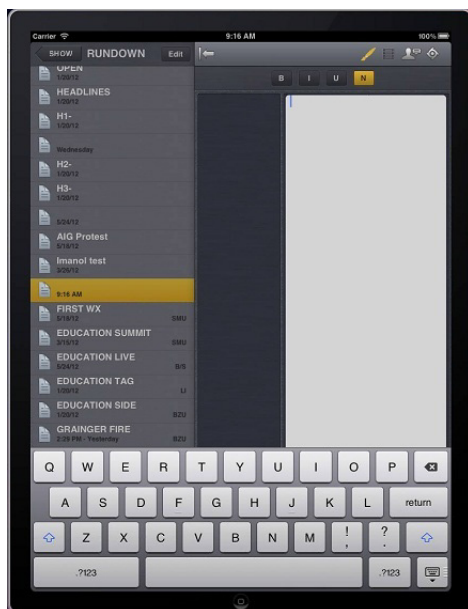 Carrier 9:16 AM 100%
SHOW RUNDOWN Edit
OPEN
1/20/12
B I U N
HEADLINES
1/20/12
H1-
1/20/12
Wednesday
H2-
1/20/12
H3-
1/20/12
5/24/12
AIG Protest
5/18/12
Imanol test
3/26/12
9:16 AM
FIRST WX
5/18/12 SMU
EDUCATION SUMMIT
3/15/12 SMU
EDUCATION LIVE
5/24/12 B/S
EDUCATION TAG
1/20/12 LI
EDUCATION SIDE
1/20/12 BZU
GRAINGER FIRE
2:29 PM - Yesterday BZU
Q W E R T Y U I O P
A S D F G H J K L return
Z X C V B N M ! , ? .
.?123 .?123